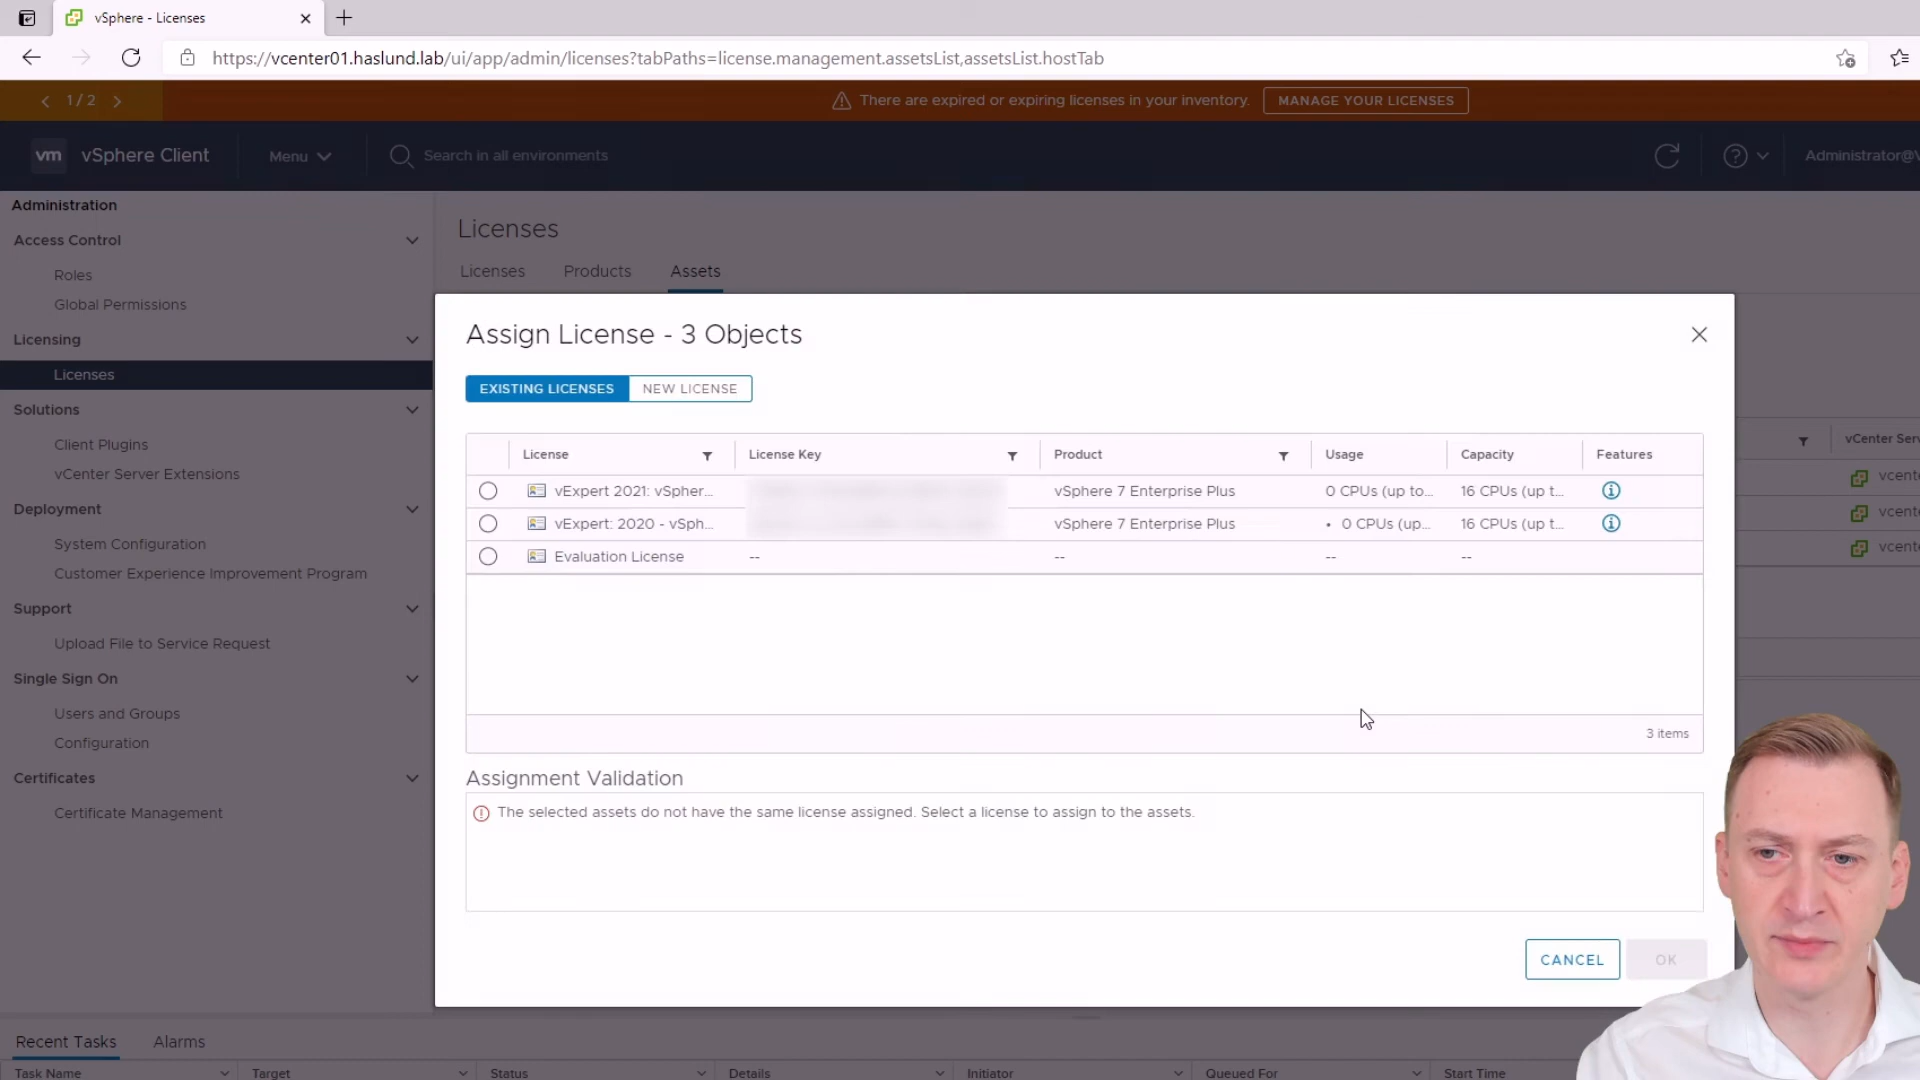 vSphere - Licenses
https://vcenter01.haslund.lab/ui/app/admin/licenses?tabPaths=license.management.assetsList,assetsList.hostTab
1 / 2
There are expired or expiring licenses in your inventory.
MANAGE YOUR LICENSES
vm
vSphere Client
Menu
Search in all environments
Administrator@
Administration
Access Control
Roles
Global Permissions
Licensing
Licenses
Solutions
Client Plugins
vCenter Server Extensions
Deployment
System Configuration
Customer Experience Improvement Program
Support
Upload File to Service Request
Single Sign On
Users and Groups
Configuration
Certificates
Certificate Management
Licenses
Licenses Products Assets
vCenter Ser
vcente
vcente
vcente
Assign License - 3 Objects
EXISTING LICENSES NEW LICENSE
License License Key Product Usage Capacity Features
vExpert 2021: vSpher... vSphere 7 Enterprise Plus 0 CPUs (up to... 16 CPUs (up t...
vExpert: 2020 - vSph... vSphere 7 Enterprise Plus • 0 CPUs (up... 16 CPUs (up t...
Evaluation License -- -- -- --
3 items
Assignment Validation
The selected assets do not have the same license assigned. Select a license to assign to the assets.
CANCEL OK
Recent Tasks Alarms
Task Name Target Status Details Initiator Queued For Start Time